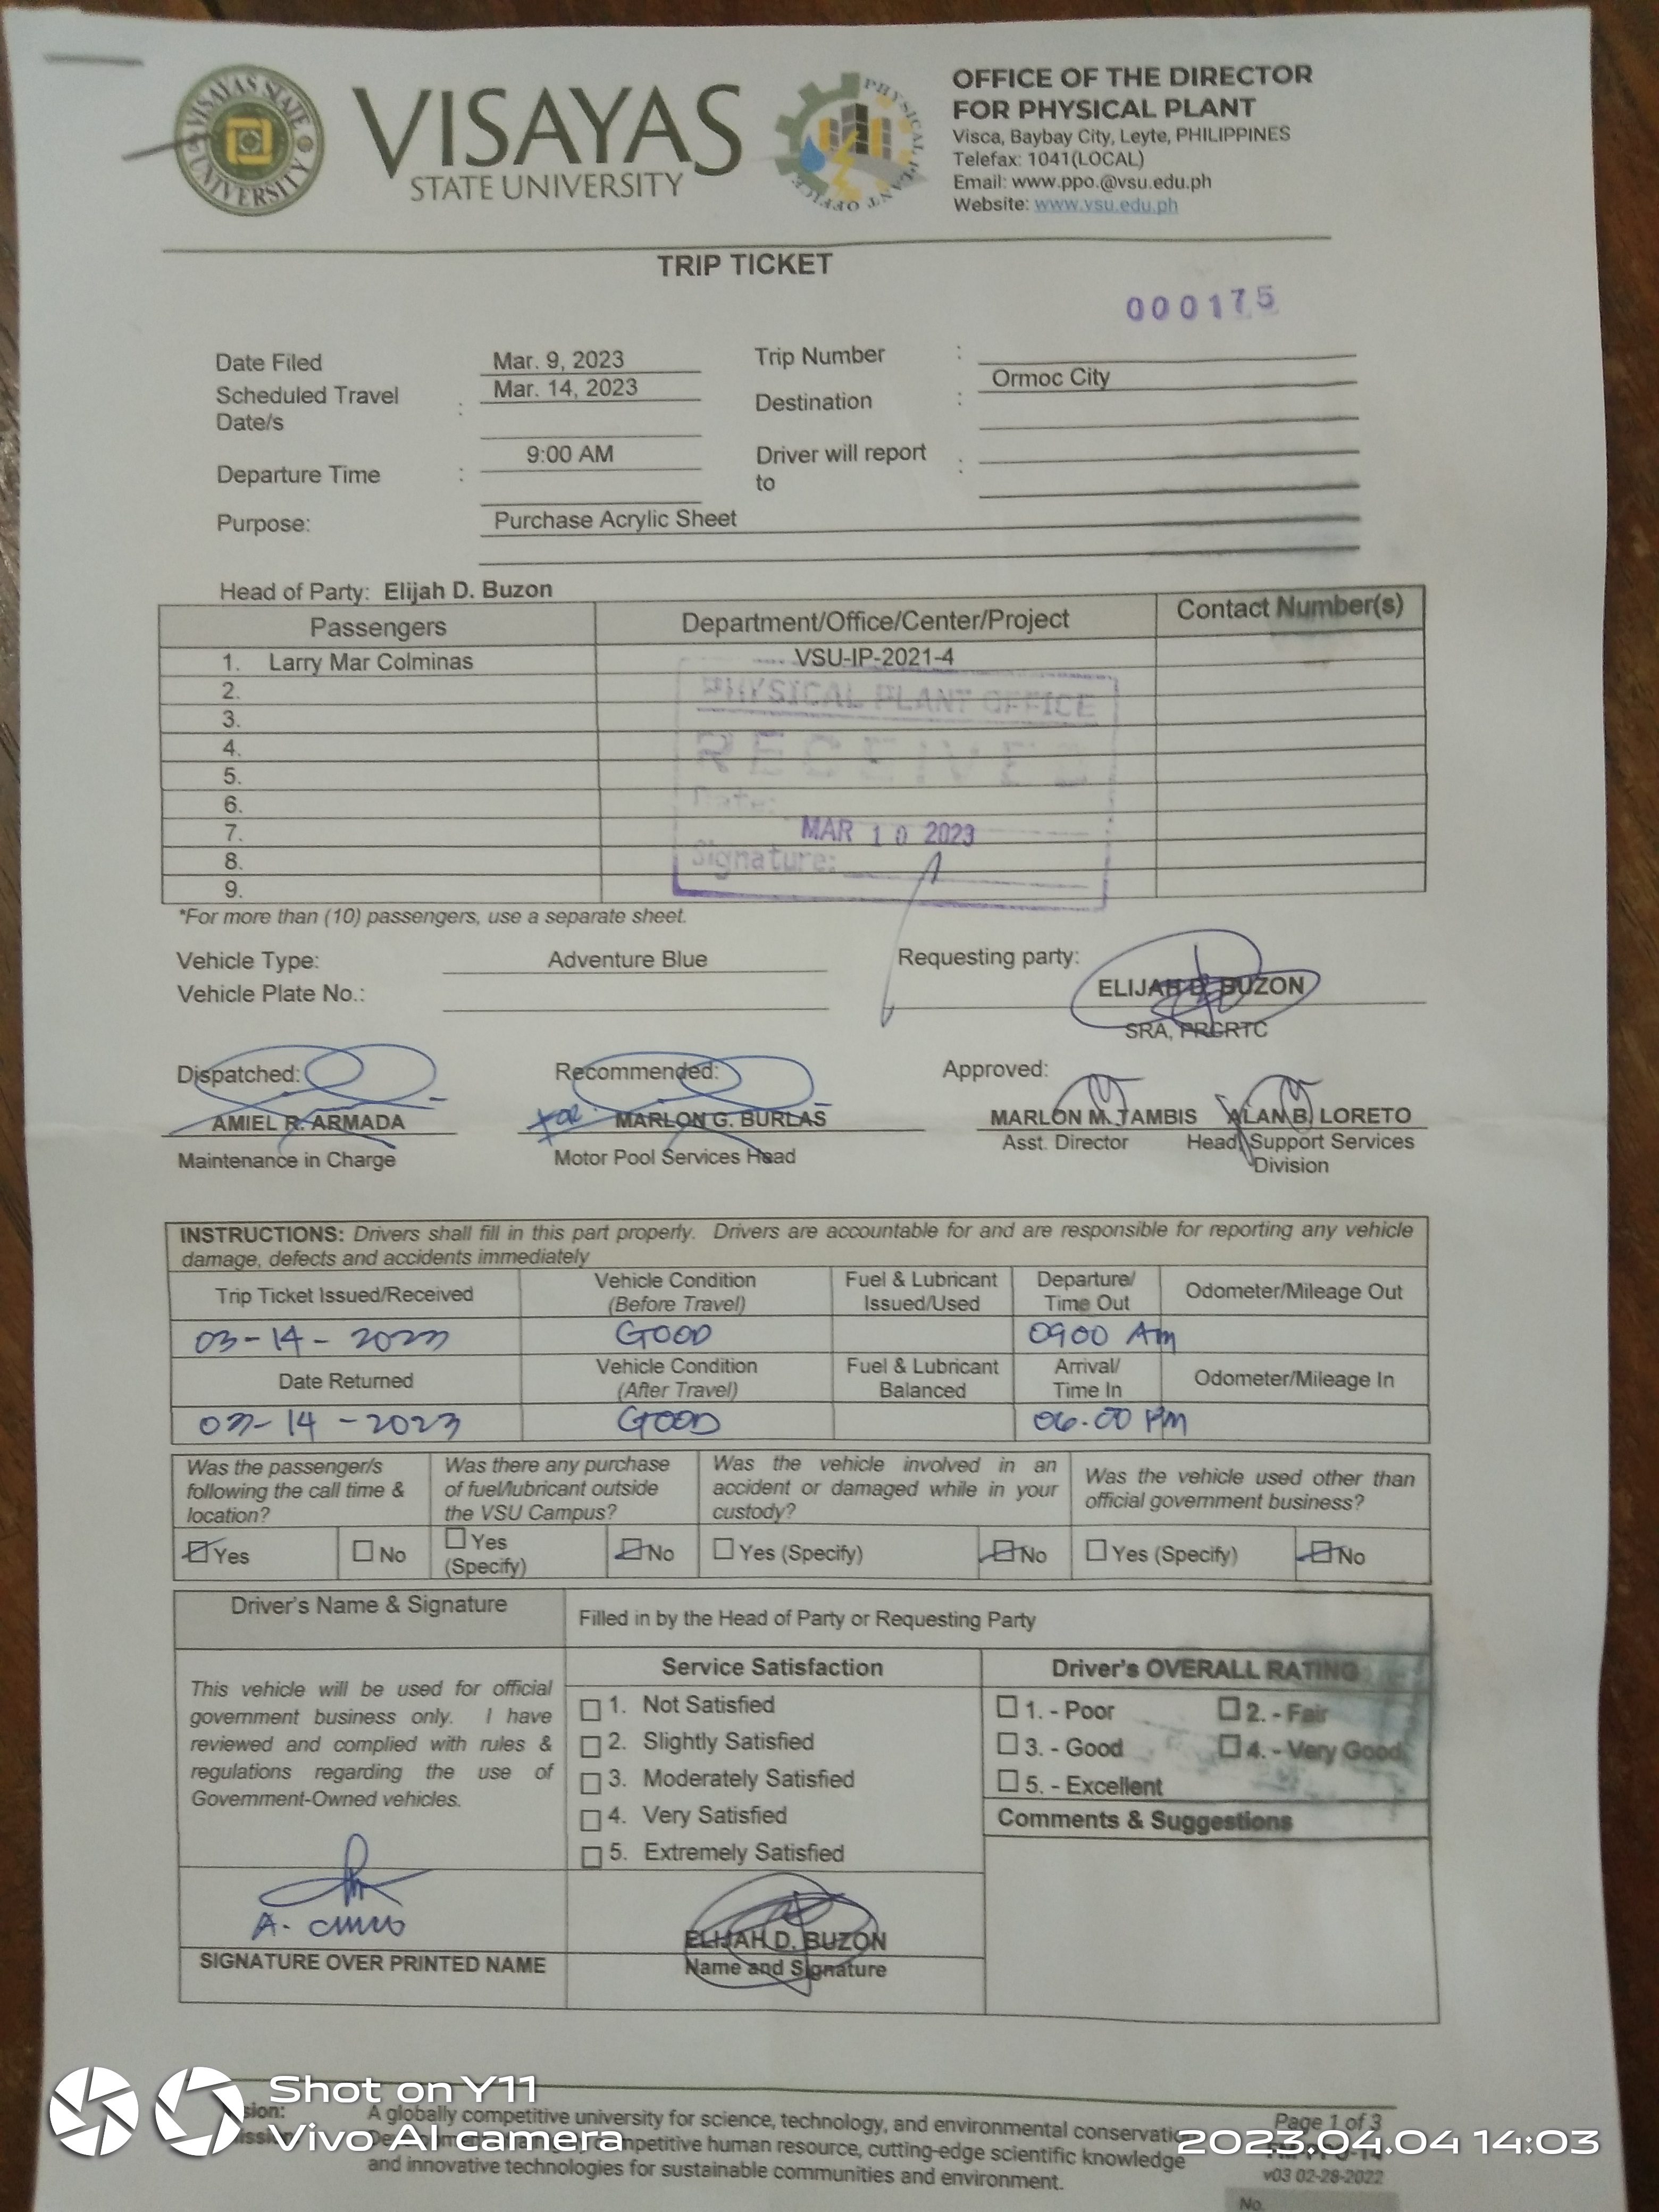 VISAYAS STATE UNIVERSITY
VISAYAS
STATE UNIVERSITY
PHYSICAL PLANT OFFICE
OFFICE OF THE DIRECTOR
FOR PHYSICAL PLANT
Visca, Baybay City, Leyte, PHILIPPINES
Telefax: 1041(LOCAL)
Email: www.ppo.@vsu.edu.ph
Website: www.vsu.edu.ph
TRIP TICKET
000175
Date Filed Mar. 9, 2023 Trip Number :
Scheduled Travel Date/s : Mar. 14, 2023 Destination : Ormoc City
Departure Time : 9:00 AM Driver will report to :
Purpose: Purchase Acrylic Sheet
Head of Party: Elijah D. Buzon
Passengers Department/Office/Center/Project Contact Number(s)
1. Larry Mar Colminas VSU-IP-2021-4
2.
3.
4.
5.
6.
7.
8.
9.
PHYSICAL PLANT OFFICE
RECEIVED
Date:
MAR 10 2023
Signature:
*For more than (10) passengers, use a separate sheet.
Vehicle Type: Adventure Blue Requesting party:
Vehicle Plate No.: ELIJAH D. BUZON
SRA, PRCRTC
Dispatched: Recommended: Approved:
AMIEL R. ARMADA FOR MARLON G. BURLAS MARLON M. TAMBIS ALAN B. LORETO
Maintenance in Charge Motor Pool Services Head Asst. Director Head, Support Services
Division
INSTRUCTIONS: Drivers shall fill in this part properly. Drivers are accountable for and are responsible for reporting any vehicle
damage, defects and accidents immediately
Trip Ticket Issued/Received Vehicle Condition (Before Travel) Fuel & Lubricant Issued/Used Departure/ Time Out Odometer/Mileage Out
03-14-2023 GOOD 0900 AM
Date Returned Vehicle Condition (After Travel) Fuel & Lubricant Balanced Arrival/ Time In Odometer/Mileage In
03-14-2023 GOOD 06:00 PM
Was the passenger/s following the call time & location? Was there any purchase of fuel/lubricant outside the VSU Campus? Was the vehicle involved in an accident or damaged while in your custody? Was the vehicle used other than official government business?
Yes No Yes (Specify) No Yes (Specify) No Yes (Specify) No
Driver's Name & Signature Filled in by the Head of Party or Requesting Party
Service Satisfaction Driver's OVERALL RATING
This vehicle will be used for official
government business only. I have
reviewed and complied with rules &
regulations regarding the use of
Government-Owned vehicles.
1. Not Satisfied
2. Slightly Satisfied
3. Moderately Satisfied
4. Very Satisfied
5. Extremely Satisfied
1. - Poor 2. - Fair
3. - Good 4. - Very Good
5. - Excellent
Comments & Suggestions
A.
SIGNATURE OVER PRINTED NAME
ELIJAH D. BUZON
Name and Signature
A globally competitive university for science, technology, and environmental conservation
competitive human resource, cutting-edge scientific knowledge
and innovative technologies for sustainable communities and environment.
Page 1 of 3
v03 02-28-2022
No.
Shot on Y11
Vivo AI camera
2023.04.04 14:03